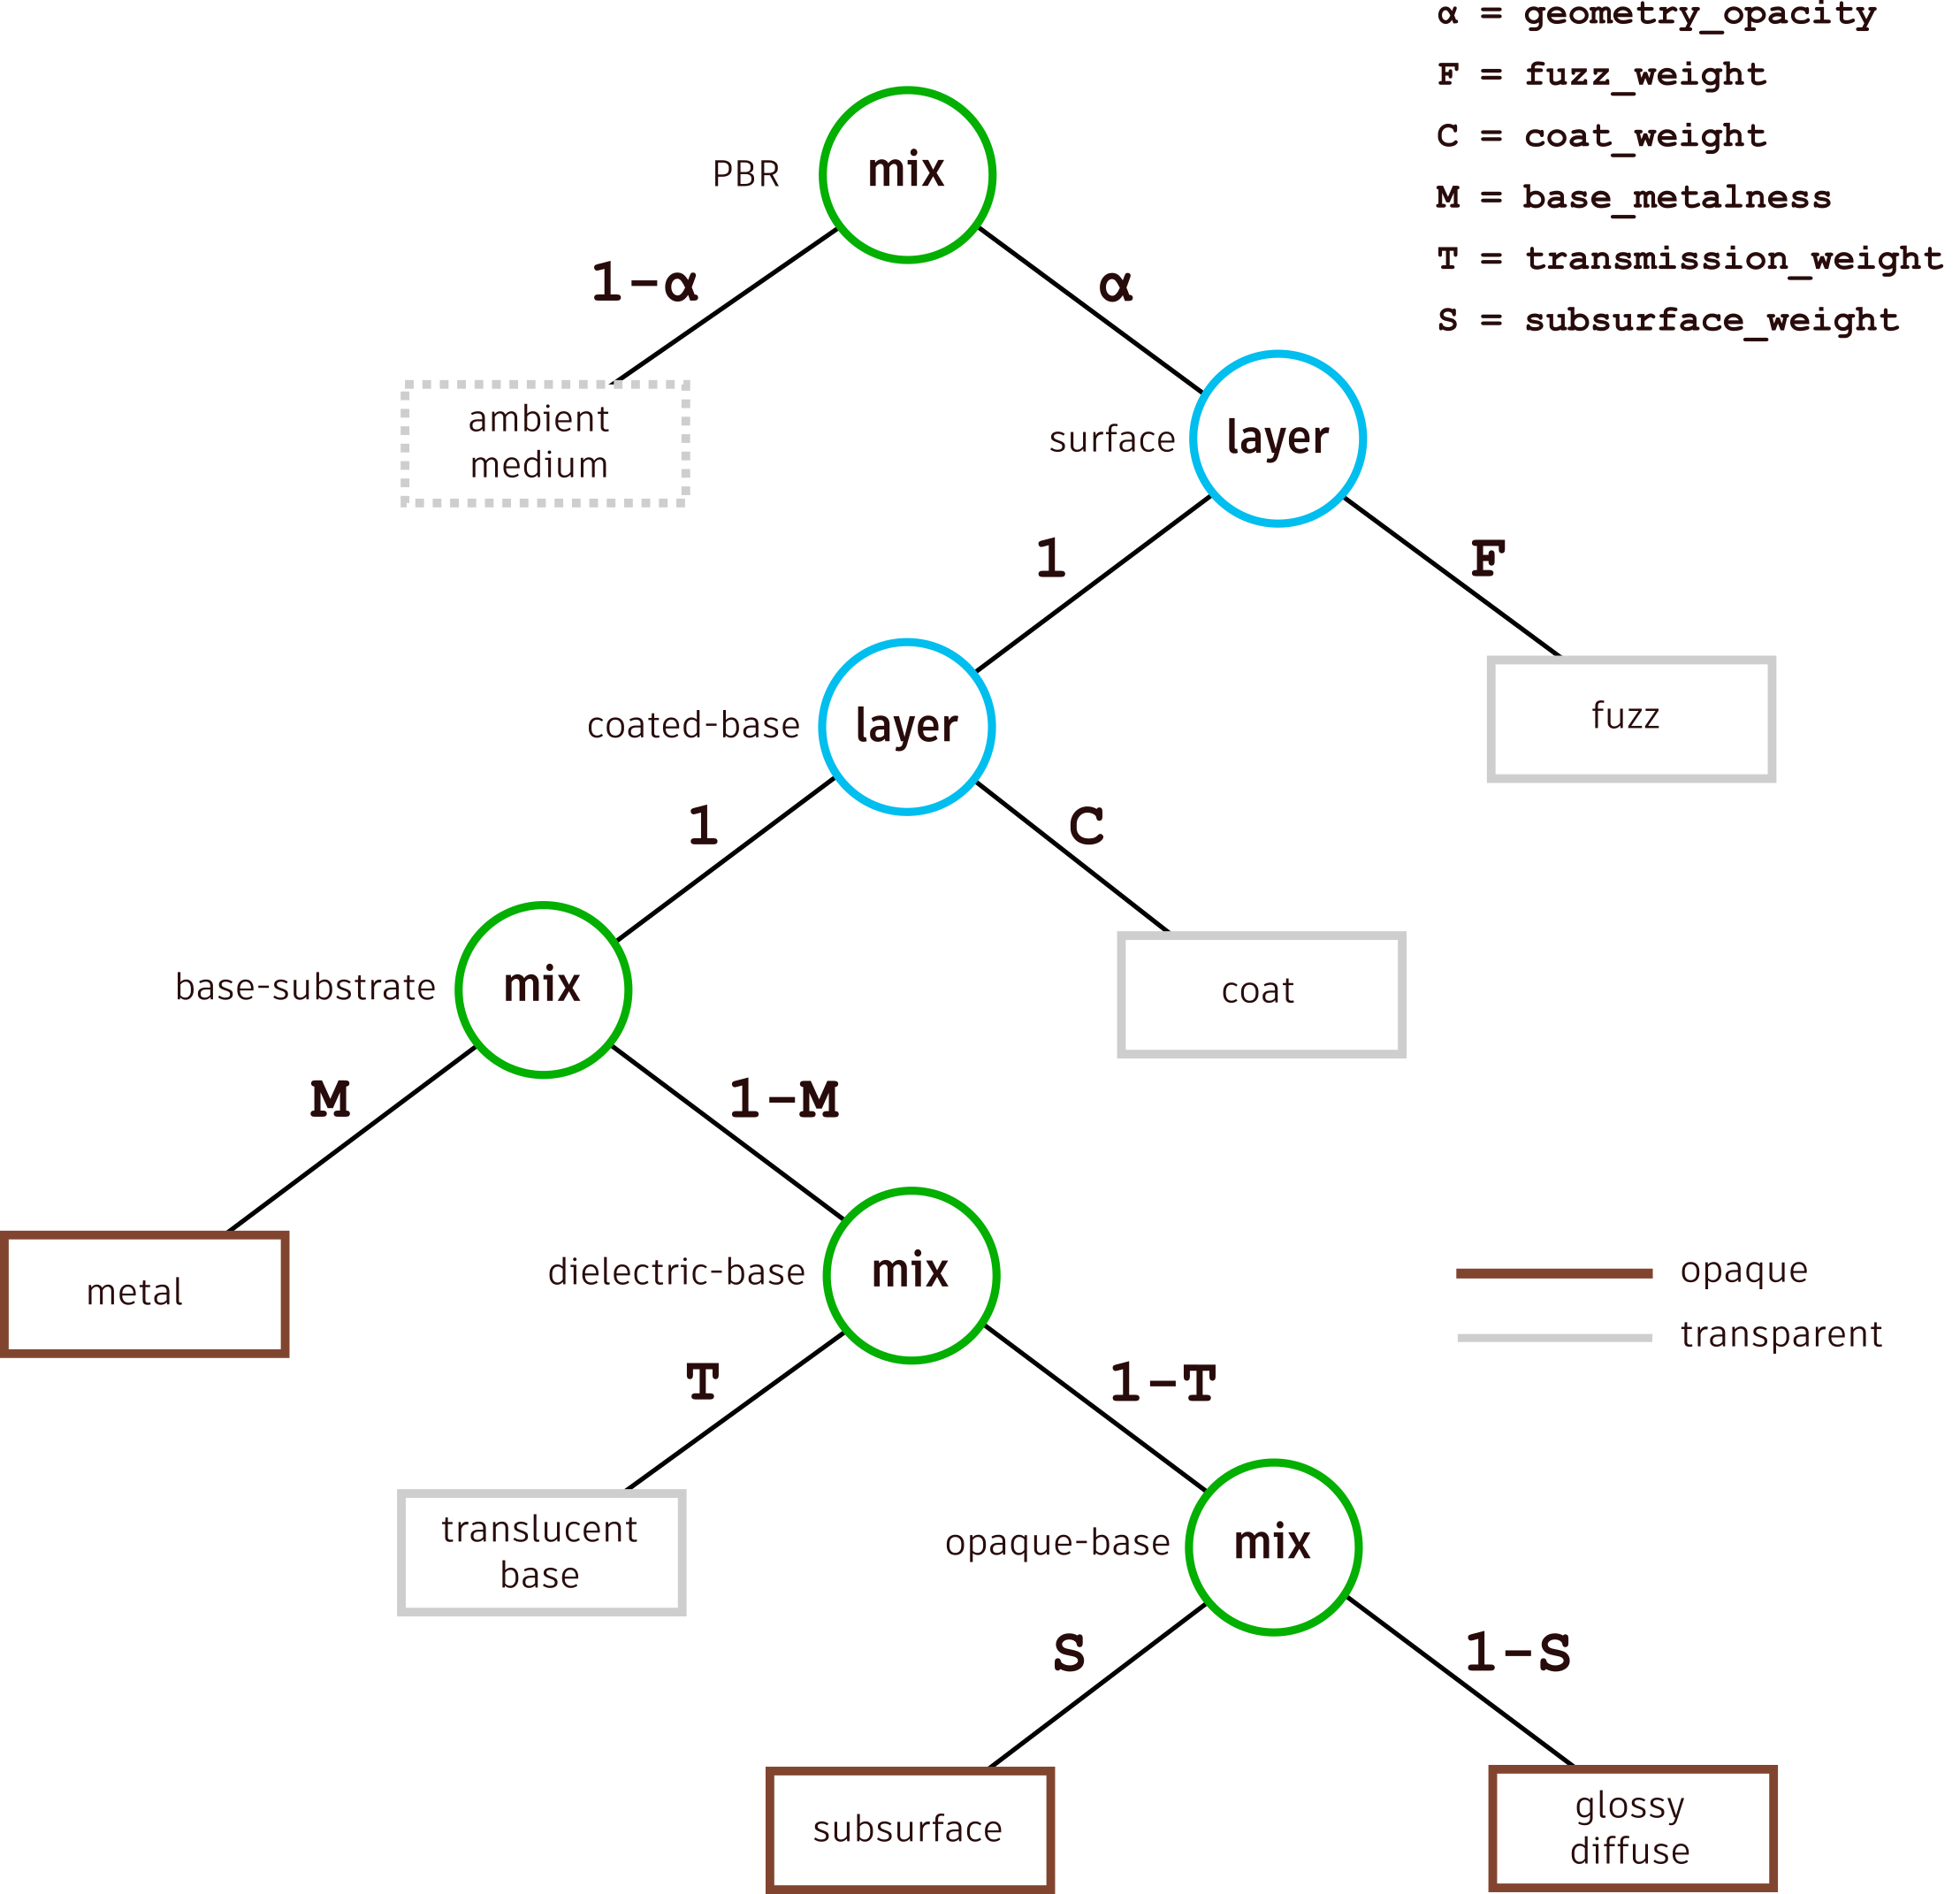 α = geometry_opacity
F = fuzz_weight
C = coat_weight
M = base_metalness
T = transmission_weight
S = subsurface_weight
PBR
mix
1-α
α
ambient
medium
surface
layer
1
F
fuzz
coated-base
layer
1
C
coat
base-substrate
mix
M
1-M
metal
dielectric-base
mix
opaque
transparent
T
1-T
translucent
base
opaque-base
mix
S
1-S
subsurface
glossy
diffuse